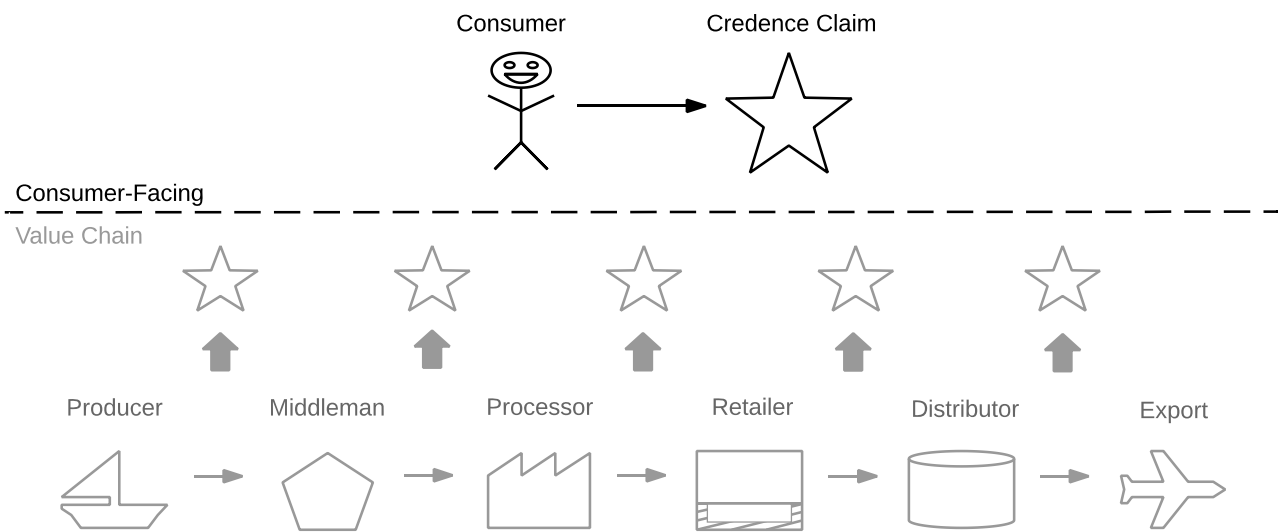 Consumer
Credence Claim
Consumer-Facing
Value Chain
Producer
Middleman
Processor
Retailer
Distributor
Export